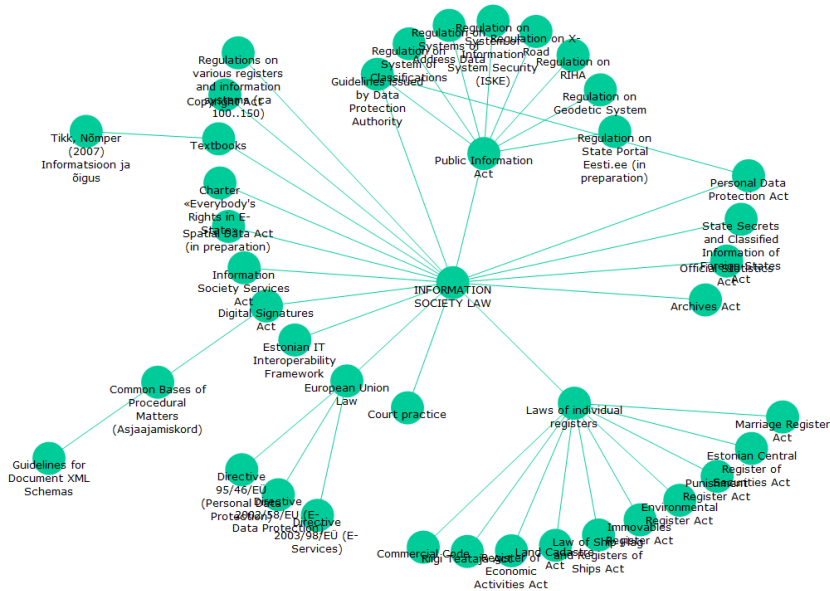 Regulations on
various registers
and information
systems (ca
100..150)
Copyright Act
Tikk, Nõmper
(2007)
Informatsioon ja
õigus
Textbooks
Charter
«Everybody's
Rights in E-
State»
Spatial Data Act
(in preparation)
Information
Society Services
Act
Digital Signatures
Act
Estonian IT
Interoperability
Framework
Common Bases of
Procedural
Matters
(Asjaajamiskord)
Guidelines for
Document XML
Schemas
European Union
Law
Directive
95/46/EÜ
(Personal Data
Protection)
Directive
2002/58/EÜ (E-
Data Protection)
Directive
2003/98/EÜ (E-
Services)
Court practice
INFORMATION
SOCIETY LAW
Guidelines issued
by Data
Protection
Authority
Regulation on
System of
Classifications
Regulation on
Systems of
Address Data
Regulation on
System of
Information
System Security
(ISKE)
Regulation on X-
Road
Regulation on
RIHA
Regulation on
Geodetic System
Regulation on
State Portal
Eesti.ee (in
preparation)
Public Information
Act
Personal Data
Protection Act
State Secrets
and Classified
Information of
Foreign States
Act
Official Statistics
Act
Archives Act
Laws of individual
registers
Marriage Register
Act
Estonian Central
Register of
Securities Act
Punishment
Register Act
Environmental
Register Act
Immovables
Register Act
Law of Ship Flag
and Registers of
Ships Act
Land Cadastre
Act
Register of
Economic
Activities Act
Riigi Teataja Act
Commercial Code